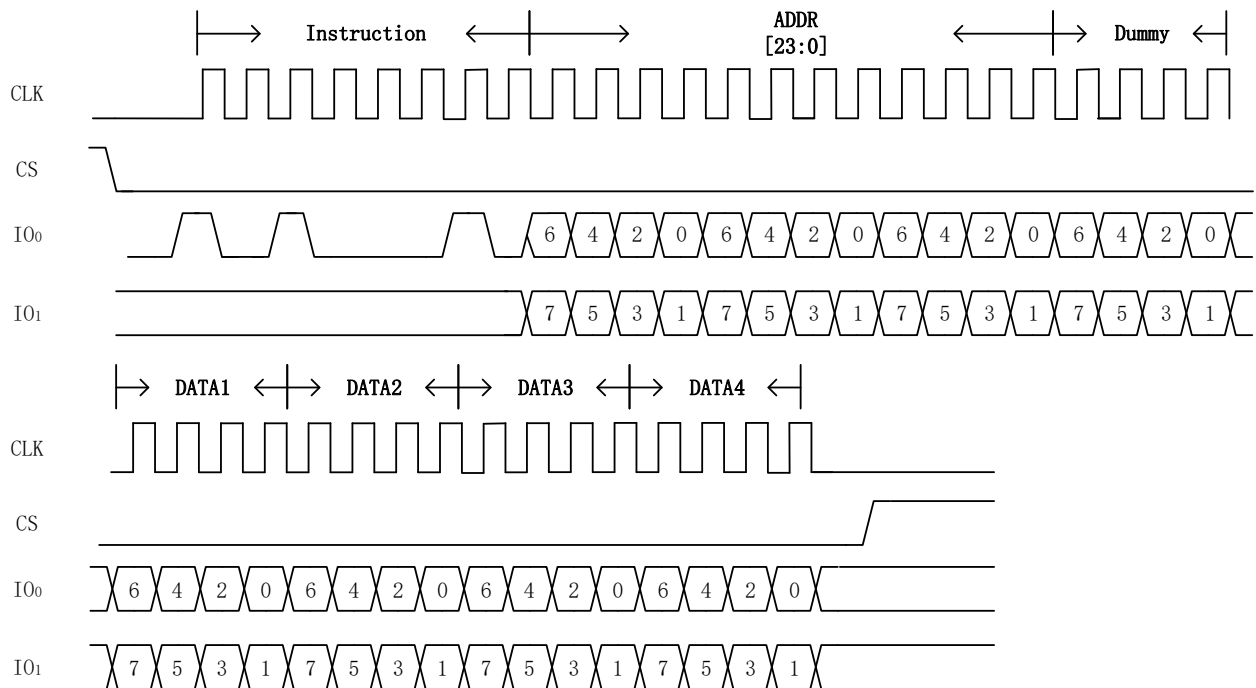 Instruction ADDR Dummy
[23:0]
CLK
CS
IO₀ 6 4 2 0 6 4 2 0 6 4 2 0 6 4 2 0
IO₁ 7 5 3 1 7 5 3 1 7 5 3 1 7 5 3 1
DATA1 DATA2 DATA3 DATA4
CLK
CS
IO₀ 6 4 2 0 6 4 2 0 6 4 2 0 6 4 2 0
IO₁ 7 5 3 1 7 5 3 1 7 5 3 1 7 5 3 1